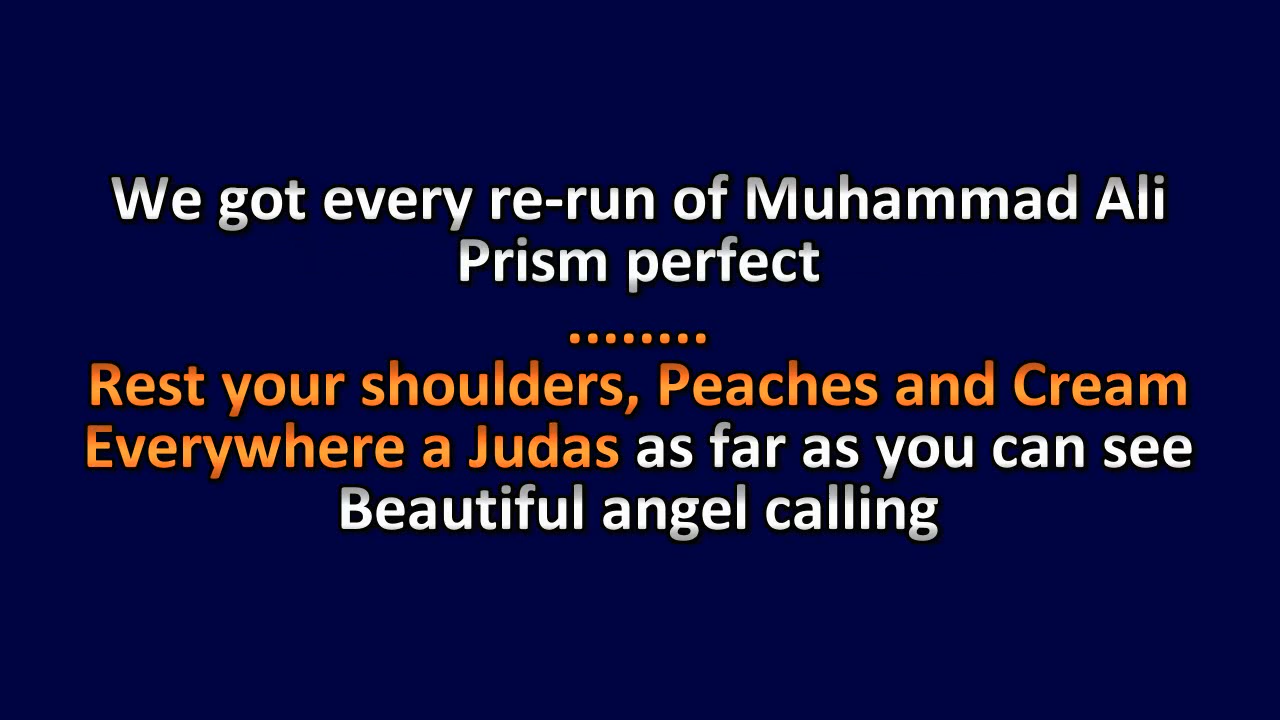 We got every re-run of Muhammad Ali
Prism perfect
........
Rest your shoulders, Peaches and Cream
Everywhere a Judas as far as you can see
Beautiful angel calling